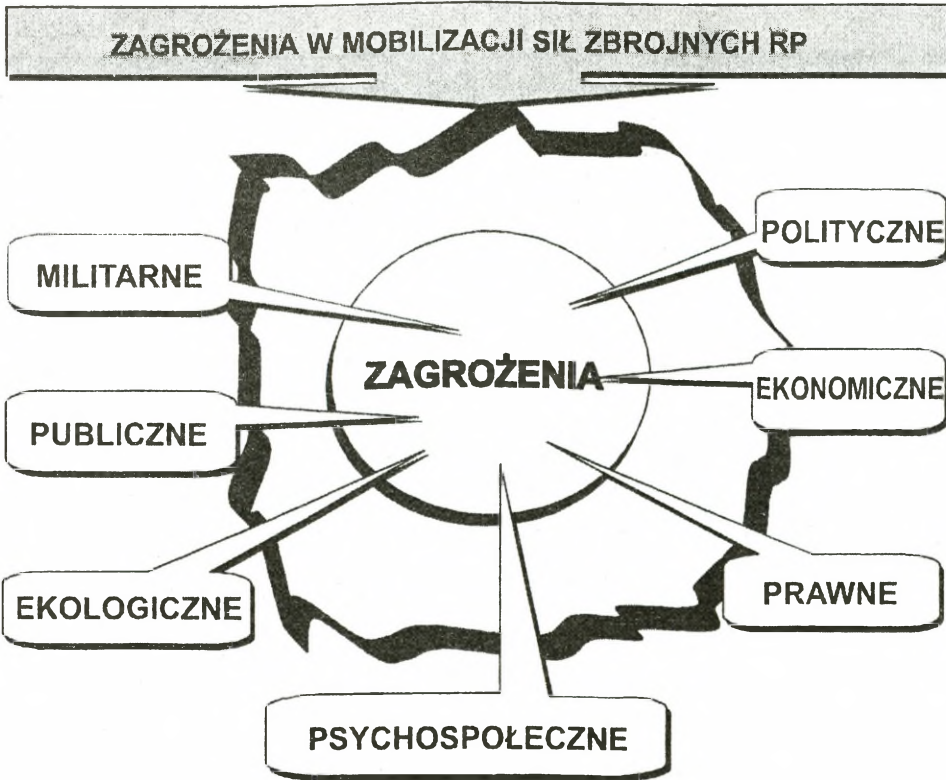 ZAGROŻENIA W MOBILIZACJI SIŁ ZBROJNYCH RP
POLITYCZNE
MILITARNE
ZAGROŻENIA
EKONOMICZNE
PUBLICZNE
EKOLOGICZNE
PRAWNE
PSYCHOSPOŁECZNE